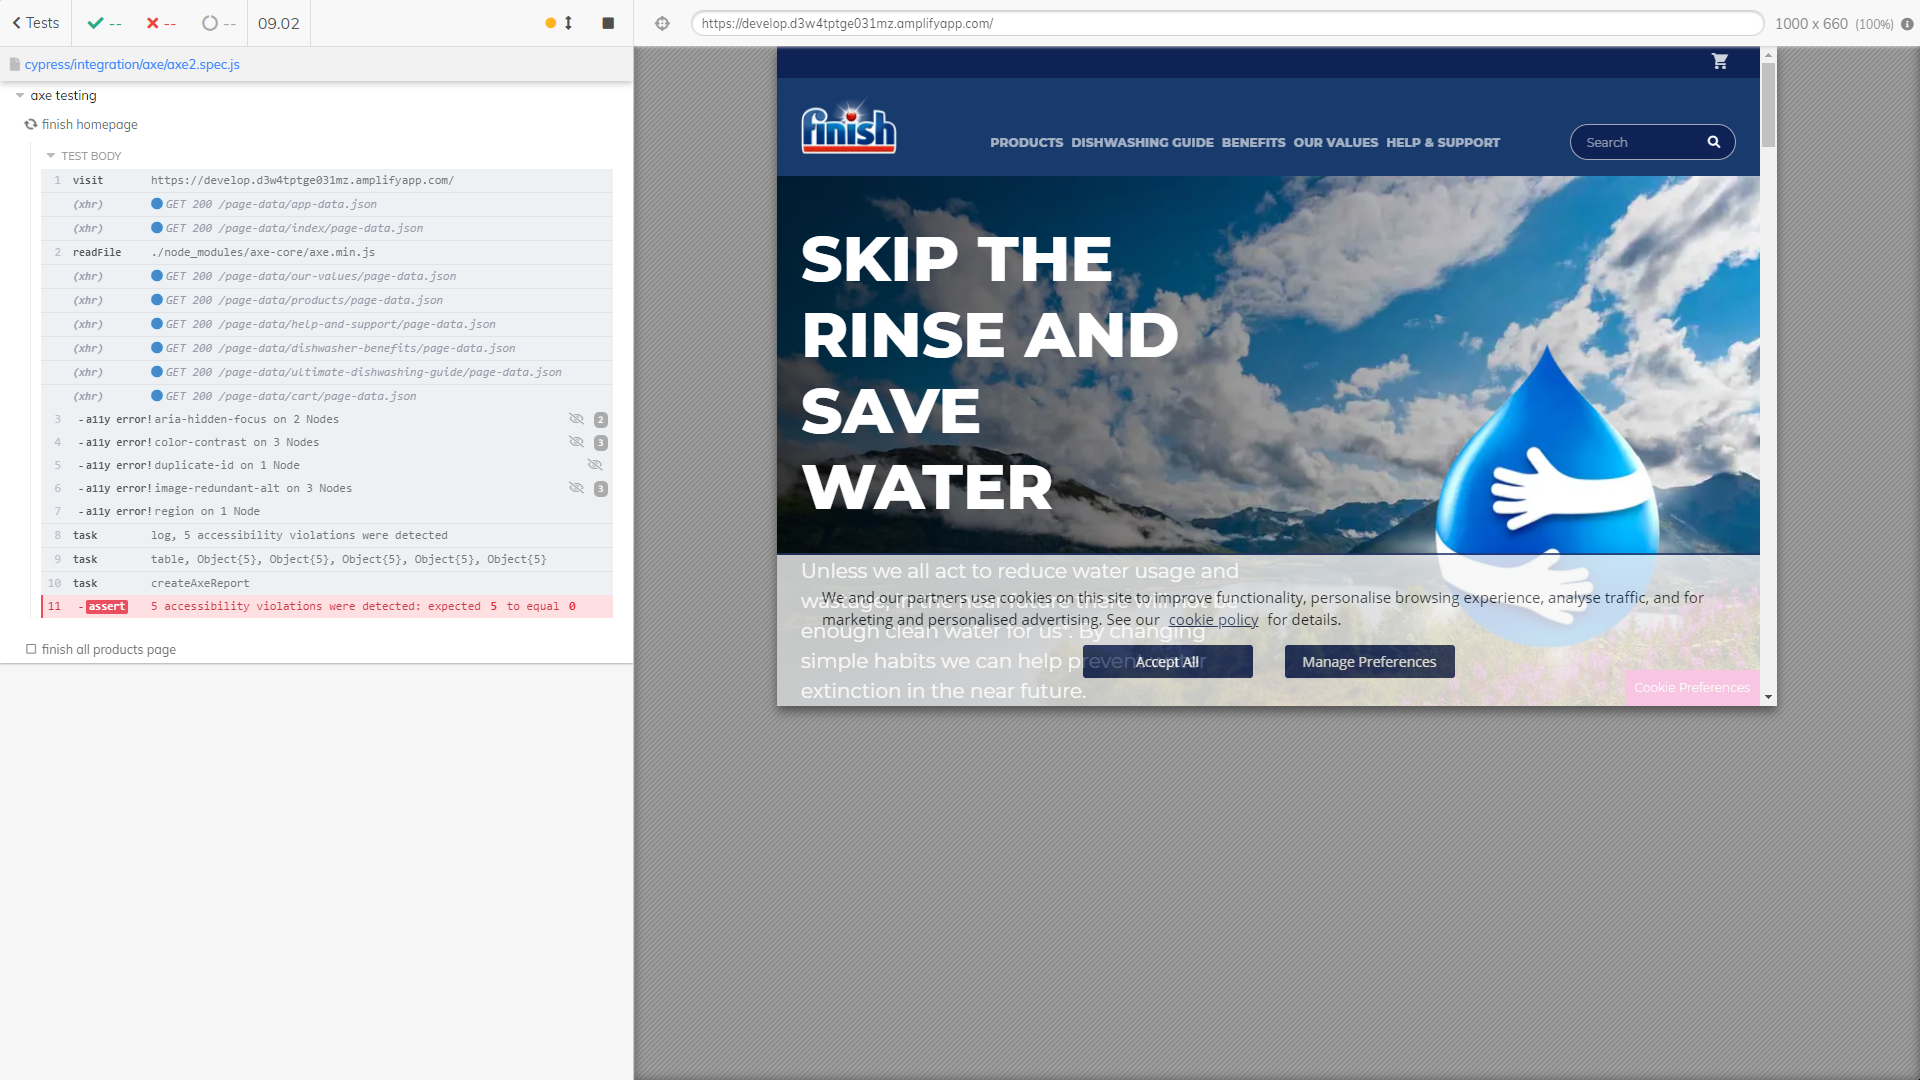 Tests
--
--
--
09.02
https://develop.d3w4tptge031mz.amplifyapp.com/
1000 x 660 (100%)
cypress/integration/axe/axe2.spec.js
axe testing
finish homepage
TEST BODY
1 visit https://develop.d3w4tptge031mz.amplifyapp.com/
(xhr) GET 200 /page-data/app-data.json
(xhr) GET 200 /page-data/index/page-data.json
2 readFile ./node_modules/axe-core/axe.min.js
(xhr) GET 200 /page-data/our-values/page-data.json
(xhr) GET 200 /page-data/products/page-data.json
(xhr) GET 200 /page-data/help-and-support/page-data.json
(xhr) GET 200 /page-data/dishwasher-benefits/page-data.json
(xhr) GET 200 /page-data/ultimate-dishwashing-guide/page-data.json
(xhr) GET 200 /page-data/cart/page-data.json
3 -a11y error! aria-hidden-focus on 2 Nodes 2
4 -a11y error! color-contrast on 3 Nodes 3
5 -a11y error! duplicate-id on 1 Node
6 -a11y error! image-redundant-alt on 3 Nodes 3
7 -a11y error! region on 1 Node
8 task log, 5 accessibility violations were detected
9 task table, Object{5}, Object{5}, Object{5}, Object{5}, Object{5}
10 task createAxeReport
11 -assert 5 accessibility violations were detected: expected 5 to equal 0
finish all products page
finish
PRODUCTS DISHWASHING GUIDE BENEFITS OUR VALUES HELP & SUPPORT
Search
SKIP THE
RINSE AND
SAVE
WATER
Unless we all act to reduce water usage and
wastage, in the near future there will not be
enough clean water for us*. By changing
simple habits we can help prevent water
extinction in the near future.
We and our partners use cookies on this site to improve functionality, personalise browsing experience, analyse traffic, and for
marketing and personalised advertising. See our cookie policy for details.
Accept All
Manage Preferences
Cookie Preferences